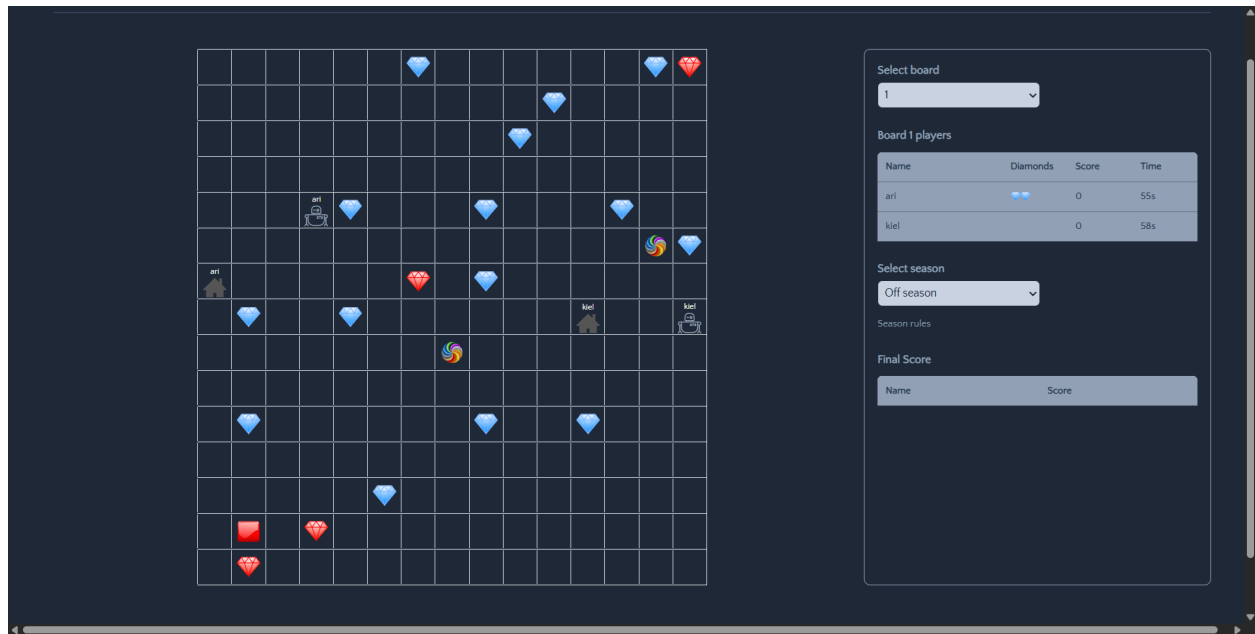 ari
ari
kiel
kiel
Select board
1
Board 1 players
Name Diamonds Score Time
ari 0 55s
kiel 0 58s
Select season
Off season
Season rules
Final Score
Name Score